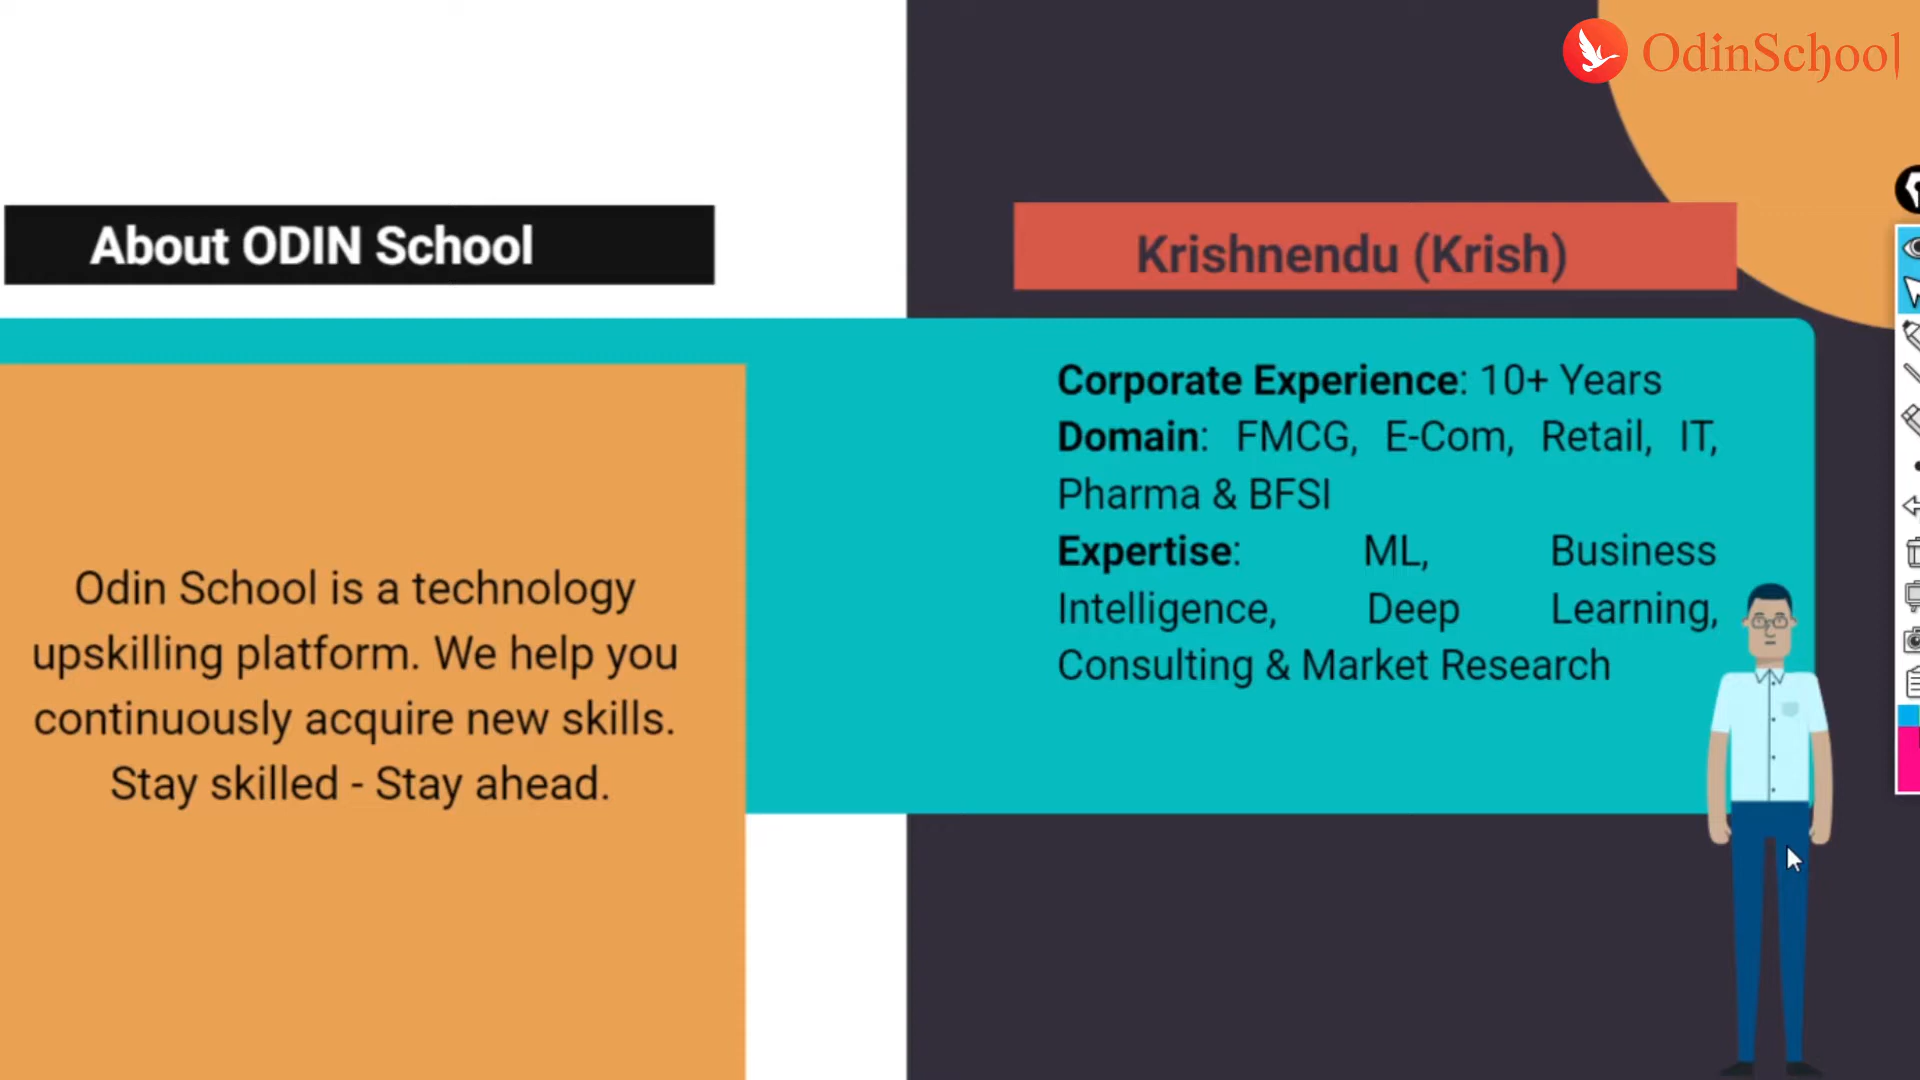 OdinSchool
About ODIN School
Odin School is a technology
upskilling platform. We help you
continuously acquire new skills.
Stay skilled - Stay ahead.
Krishnendu (Krish)
Corporate Experience: 10+ Years
Domain: FMCG, E-Com, Retail, IT,
Pharma & BFSI
Expertise: ML, Business
Intelligence, Deep Learning,
Consulting & Market Research